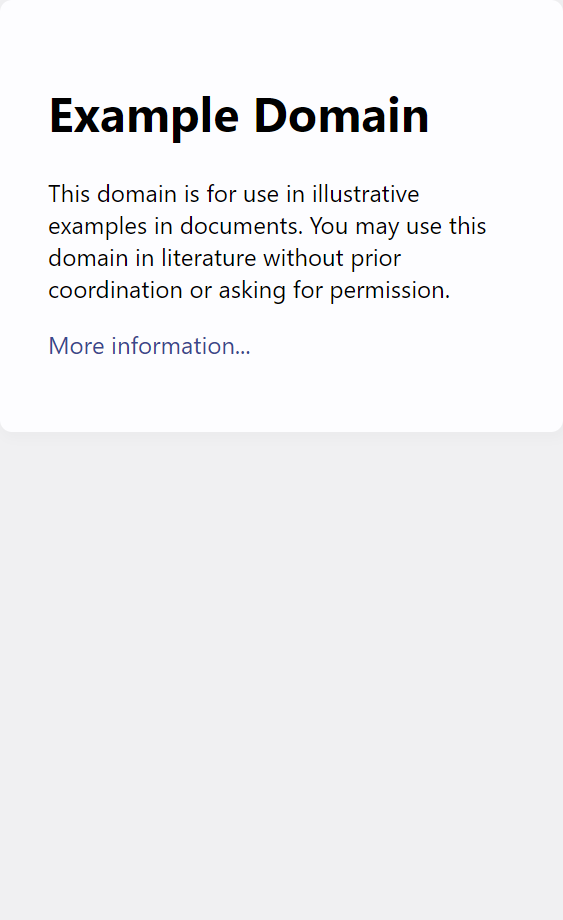 Example Domain
This domain is for use in illustrative
examples in documents. You may use this
domain in literature without prior
coordination or asking for permission.
More information...